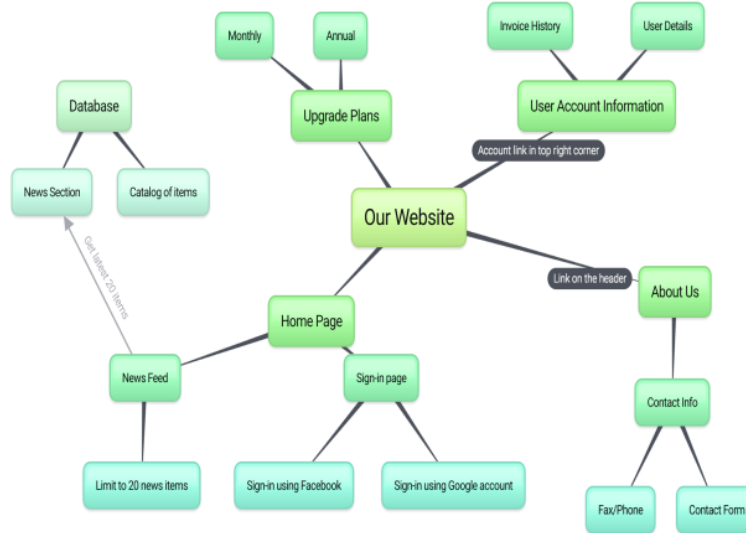 Monthly
Annual
Invoice History
User Details
Database
Upgrade Plans
User Account Information
Account link in top right corner
News Section
Catalog of items
Our Website
Get latest 20 items
Link on the header
About Us
Home Page
News Feed
Sign-in page
Contact Info
Limit to 20 news items
Sign-in using Facebook
Sign-in using Google account
Fax/Phone
Contact Form